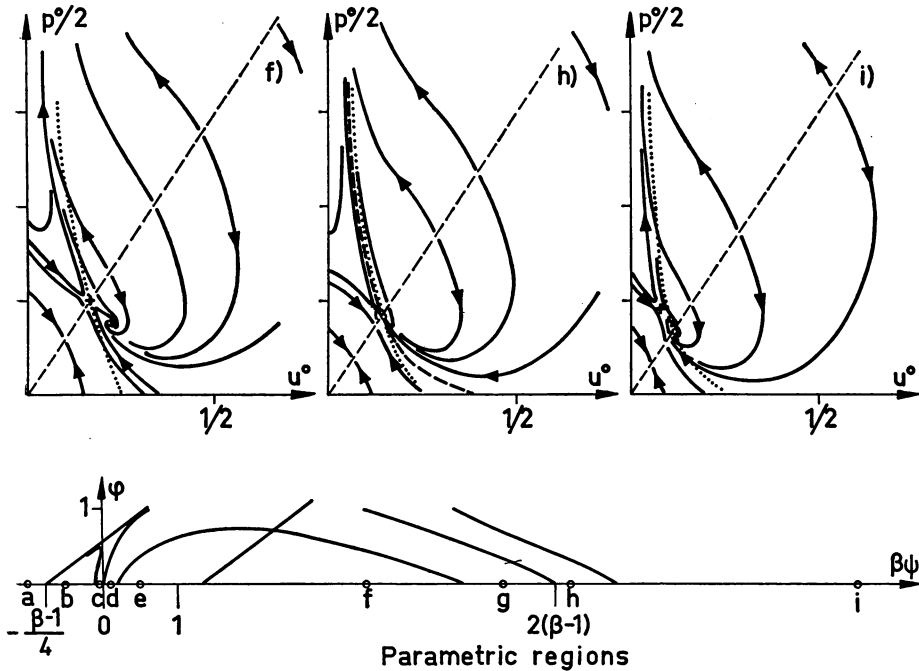 p°/2 f) u° 1/2
p°/2 h) u° 1/2
p°/2 i) u° 1/2
1 φ
a b c d e f g h i βψ
- β-1/4 0 1 2(β-1)
Parametric regions